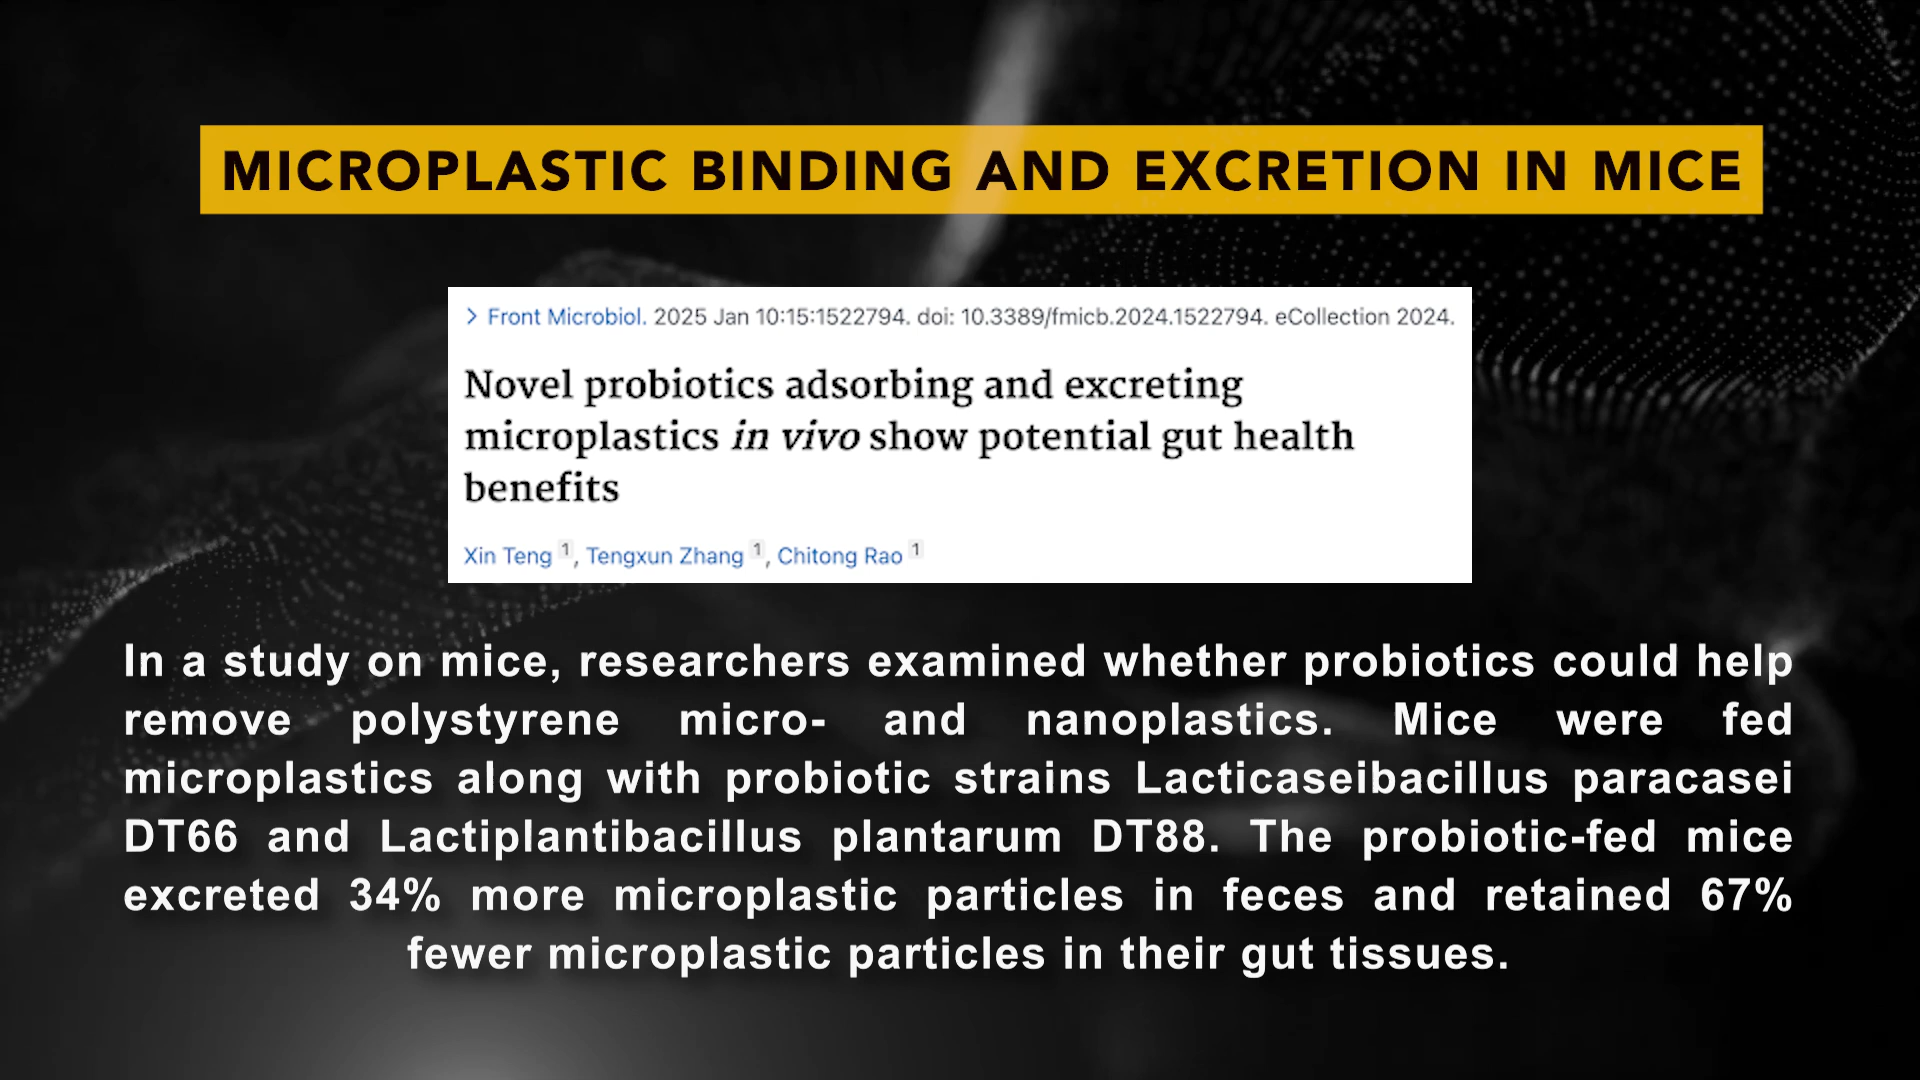 MICROPLASTIC BINDING AND EXCRETION IN MICE
> Front Microbiol. 2025 Jan 10:15:1522794. doi: 10.3389/fmicb.2024.1522794. eCollection 2024.
Novel probiotics adsorbing and excreting
microplastics in vivo show potential gut health
benefits
Xin Teng 1, Tengxun Zhang 1, Chitong Rao 1
In a study on mice, researchers examined whether probiotics could help
remove polystyrene micro- and nanoplastics. Mice were fed
microplastics along with probiotic strains Lacticaseibacillus paracasei
DT66 and Lactiplantibacillus plantarum DT88. The probiotic-fed mice
excreted 34% more microplastic particles in feces and retained 67%
fewer microplastic particles in their gut tissues.